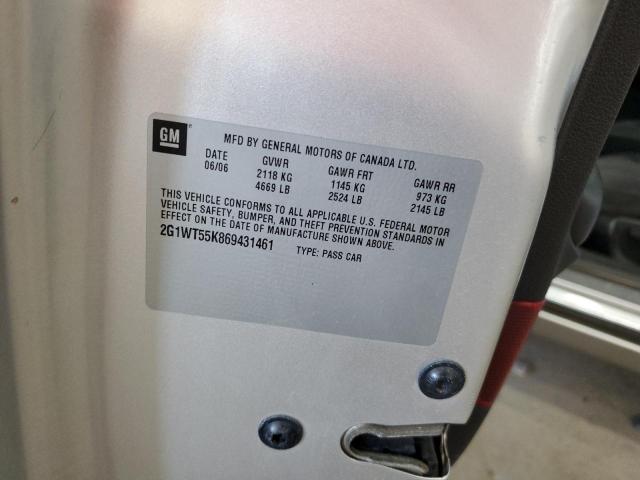 GM
MFD BY GENERAL MOTORS OF CANADA LTD.
DATE GVWR GAWR FRT GAWR RR
06/06 2118 KG 1145 KG 973 KG
4669 LB 2524 LB 2145 LB
THIS VEHICLE CONFORMS TO ALL APPLICABLE U.S. FEDERAL MOTOR
VEHICLE SAFETY, BUMPER, AND THEFT PREVENTION STANDARDS IN
EFFECT ON THE DATE OF MANUFACTURE SHOWN ABOVE.
2G1WT55K869431461 TYPE: PASS CAR